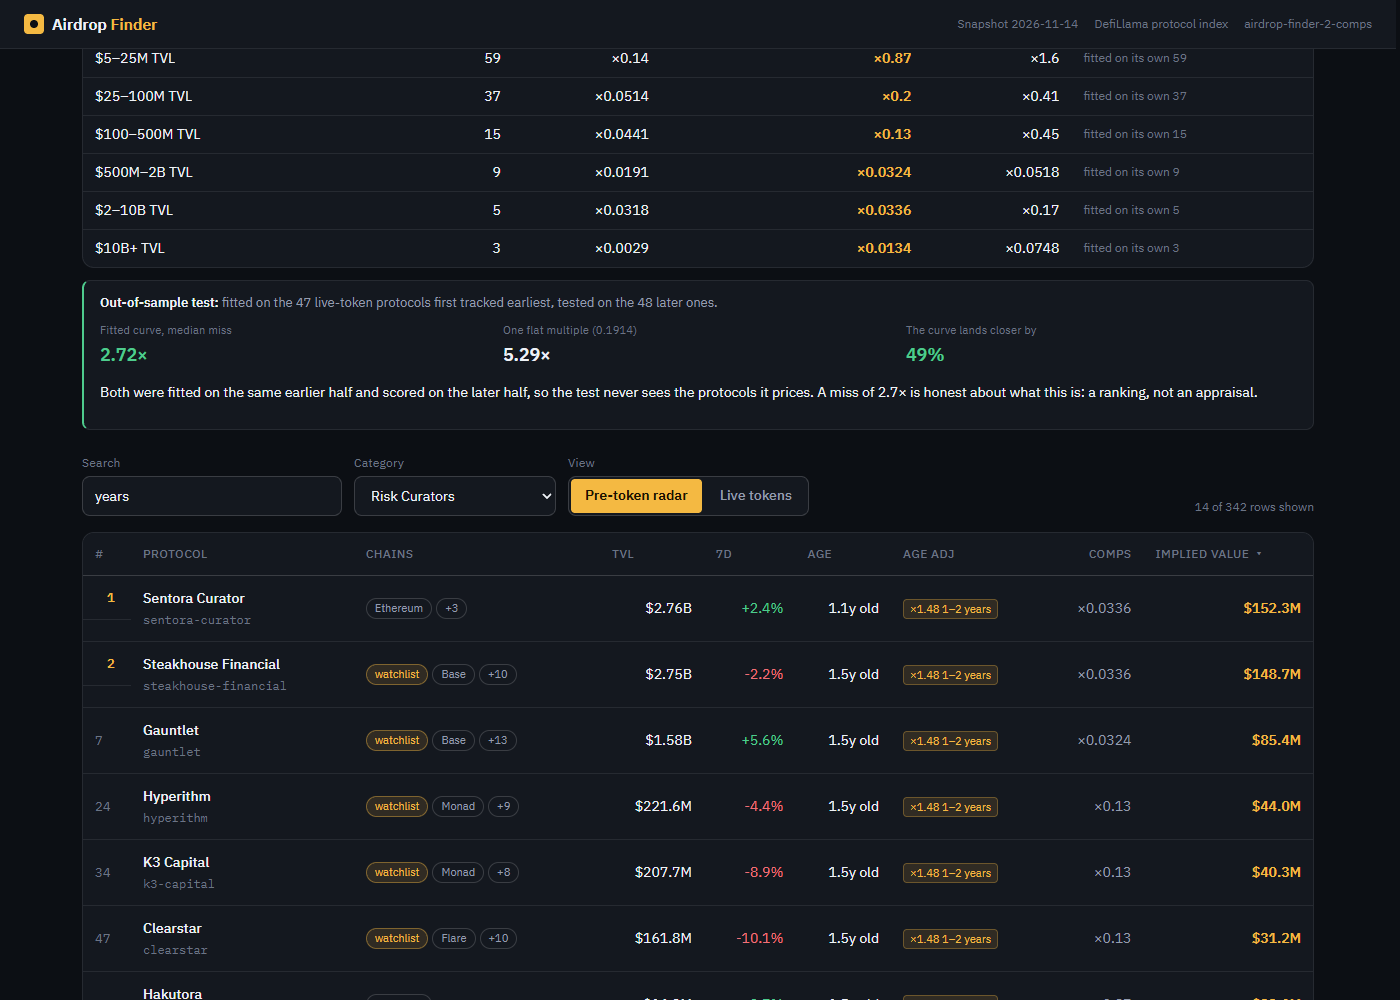 Airdrop Finder Snapshot 2026-11-14 DefiLlama protocol index airdrop-finder-2-comps
$5–25M TVL 59 ×0.14 ×0.87 ×1.6 fitted on its own 59
$25–100M TVL 37 ×0.0514 ×0.2 ×0.41 fitted on its own 37
$100–500M TVL 15 ×0.0441 ×0.13 ×0.45 fitted on its own 15
$500M–2B TVL 9 ×0.0191 ×0.0324 ×0.0518 fitted on its own 9
$2–10B TVL 5 ×0.0318 ×0.0336 ×0.17 fitted on its own 5
$10B+ TVL 3 ×0.0029 ×0.0134 ×0.0748 fitted on its own 3
Out-of-sample test: fitted on the 47 live-token protocols first tracked earliest, tested on the 48 later ones.
Fitted curve, median miss One flat multiple (0.1914) The curve lands closer by
2.72× 5.29× 49%
Both were fitted on the same earlier half and scored on the later half, so the test never sees the protocols it prices. A miss of 2.7× is honest about what this is: a ranking, not an appraisal.
Search Category View
years Risk Curators Pre-token radar Live tokens
14 of 342 rows shown
# PROTOCOL CHAINS TVL 7D AGE AGE ADJ COMPS IMPLIED VALUE
1 Sentora Curator Ethereum +3 $2.76B +2.4% 1.1y old ×1.48 1–2 years ×0.0336 $152.3M
sentora-curator
2 Steakhouse Financial watchlist Base +10 $2.75B -2.2% 1.5y old ×1.48 1–2 years ×0.0336 $148.7M
steakhouse-financial
7 Gauntlet watchlist Base +13 $1.58B +5.6% 1.5y old ×1.48 1–2 years ×0.0324 $85.4M
gauntlet
24 Hyperithm watchlist Monad +9 $221.6M -4.4% 1.5y old ×1.48 1–2 years ×0.13 $44.0M
hyperithm
34 K3 Capital watchlist Monad +8 $207.7M -8.9% 1.5y old ×1.48 1–2 years ×0.13 $40.3M
k3-capital
47 Clearstar watchlist Flare +10 $161.8M -10.1% 1.5y old ×1.48 1–2 years ×0.13 $31.2M
clearstar
Hakutora